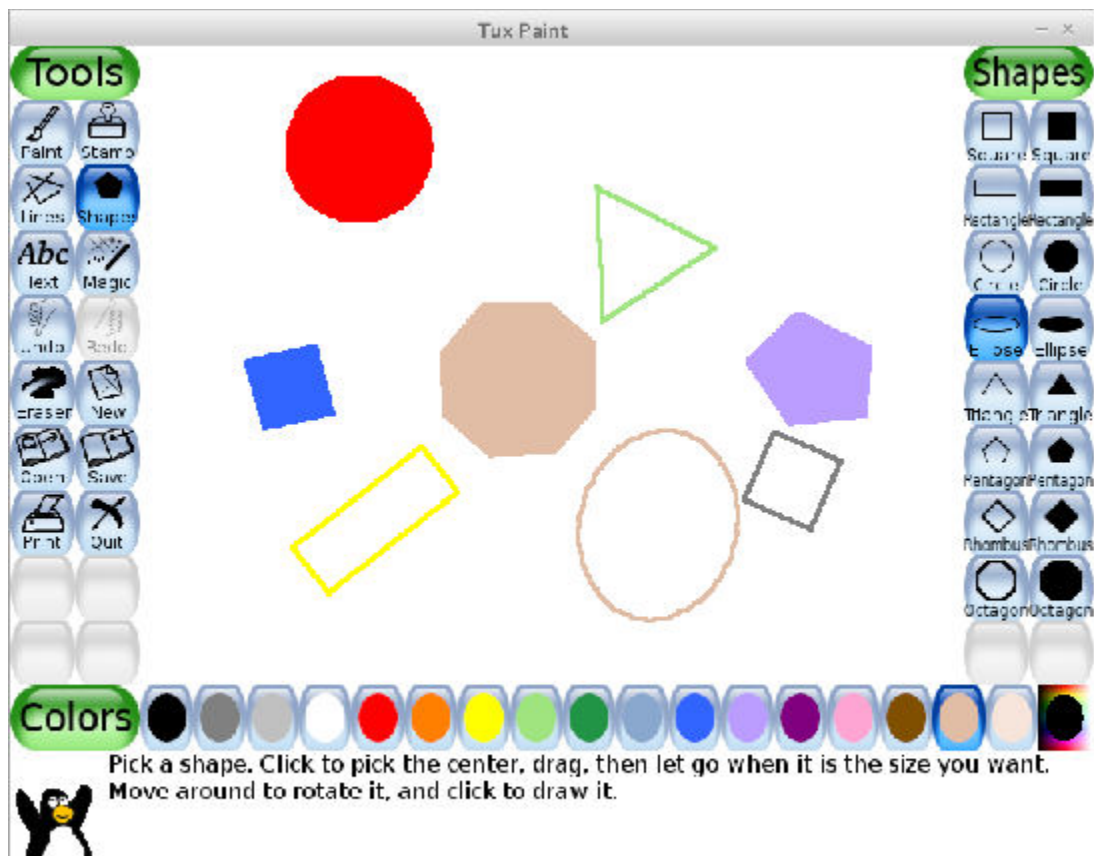 Tux Paint
Tools
Shapes
Paint Stamp
Lines Shapes
Abc
Text Magic
Undo Redo
Eraser New
Open Save
Print Quit
Square Square
Rectangle Rectangle
Circle Circle
Ellipse Ellipse
Triangle Triangle
Pentagon Pentagon
Rhombus Rhombus
Octagon Octagon
Colors
Pick a shape. Click to pick the center, drag, then let go when it is the size you want.
Move around to rotate it, and click to draw it.